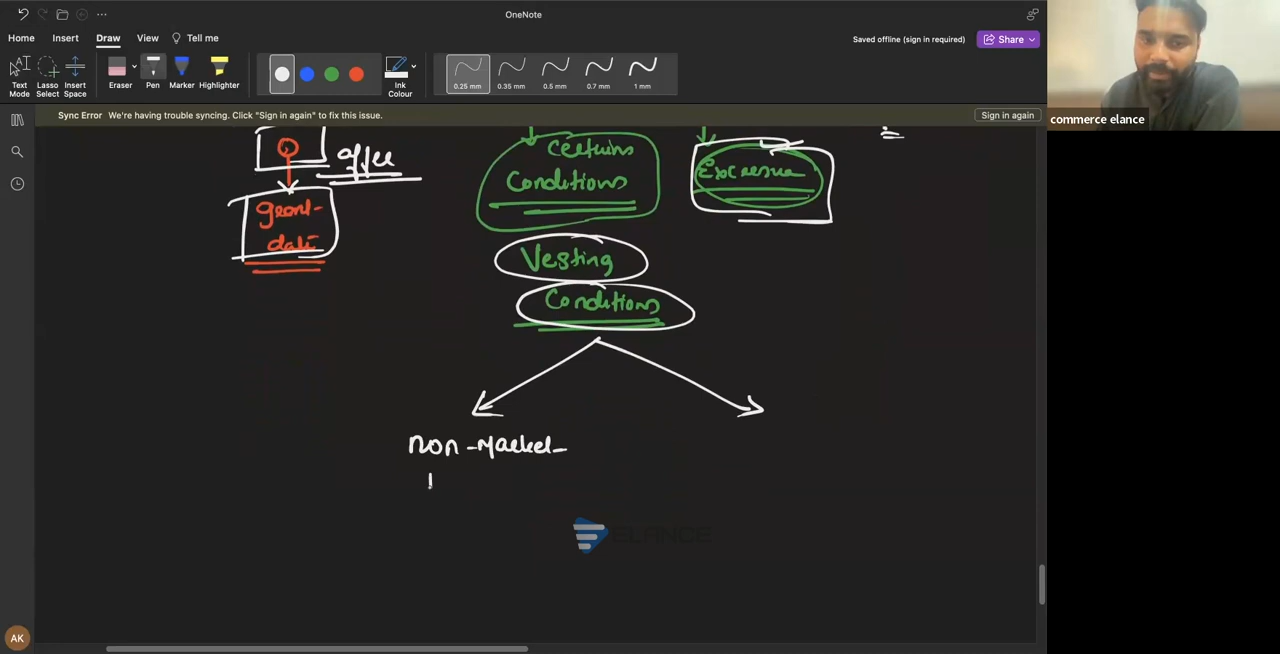 OneNote
Home Insert Draw View Tell me
Saved offline (sign in required)
Share
Text Mode
Lasso Select
Insert Space
Eraser
Pen
Marker
Highlighter
0.25 mm
0.35 mm
0.5 mm
0.7 mm
1 mm
Ink Colour
commerce elance
Sync Error We're having trouble syncing. Click "Sign in again" to fix this issue.
Sign in again
offer
Certains
Conditions
date
Vesting
Conditions
non-Market
ELANCE
AK